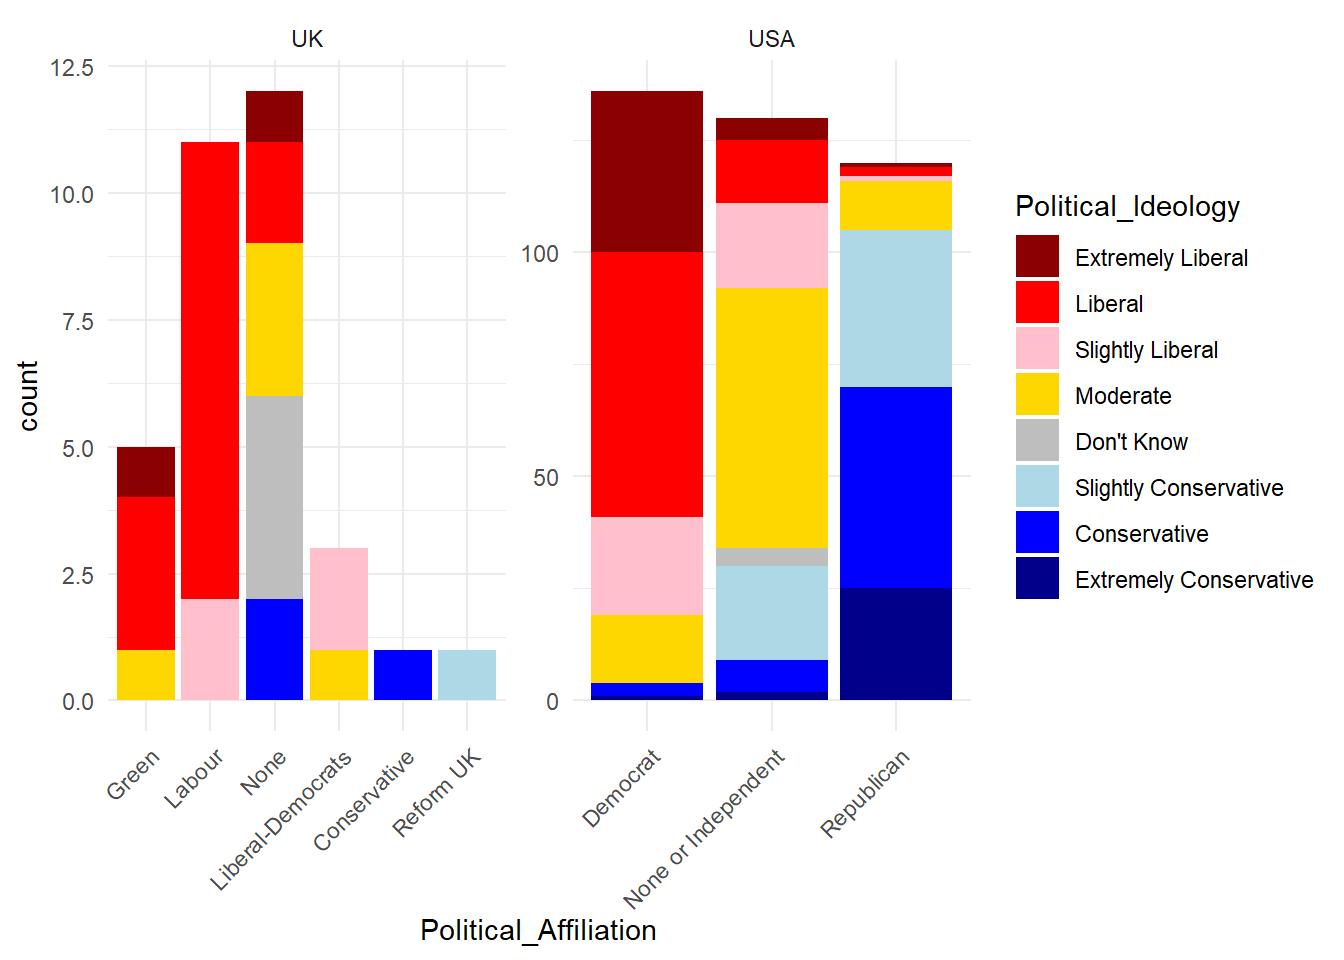 UK
USA
12.5
10.0
7.5
5.0
2.5
0.0
100
50
0
count
Green
Labour
None
Liberal-Democrats
Conservative
Reform UK
Democrat
None or Independent
Republican
Political_Affiliation
Political_Ideology
Extremely Liberal
Liberal
Slightly Liberal
Moderate
Don't Know
Slightly Conservative
Conservative
Extremely Conservative